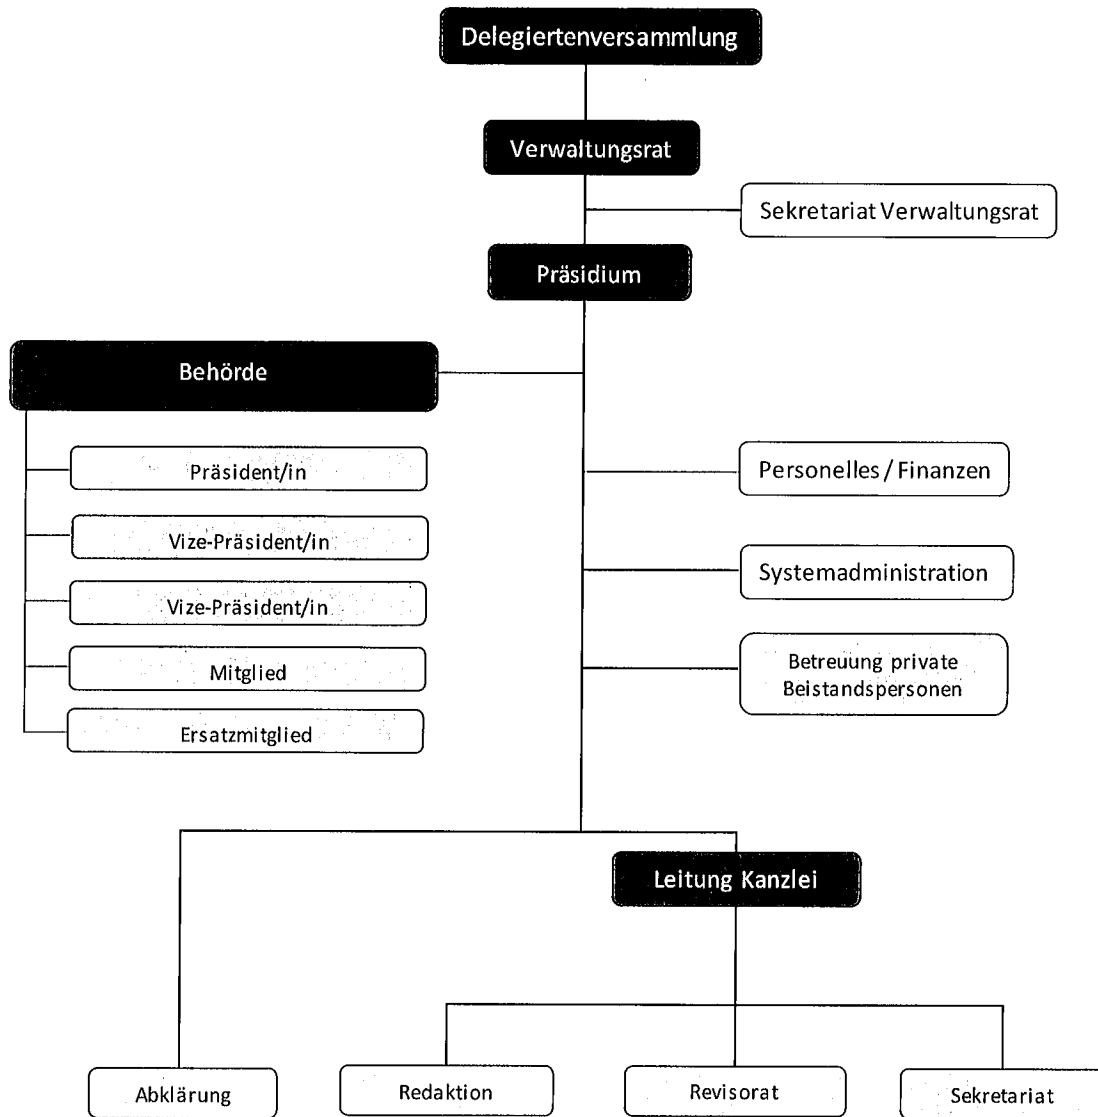 Delegiertenversammlung
Verwaltungsrat
Sekretariat Verwaltungsrat
Präsidium
Behörde
Präsident/in
Vize-Präsident/in
Vize-Präsident/in
Mitglied
Ersatzmitglied
Personelles / Finanzen
Systemadministration
Betreuung private
Beistandspersonen
Leitung Kanzlei
Abklärung
Redaktion
Revisorat
Sekretariat